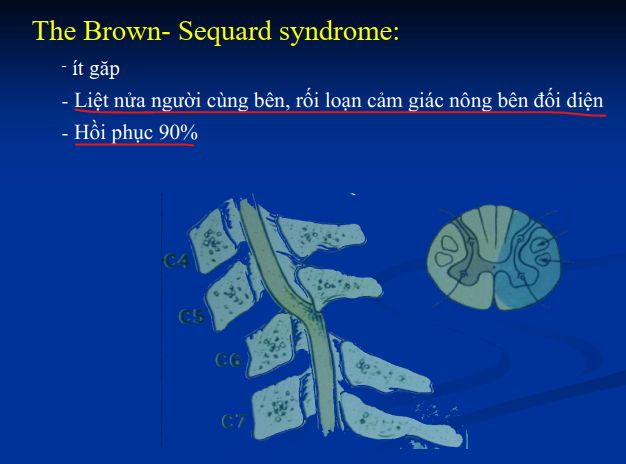 The Brown- Sequard syndrome:
- ít gặp
- Liệt nửa người cùng bên, rối loạn cảm giác nông bên đối diện
- Hồi phục 90%
C4
C5
C6
C7